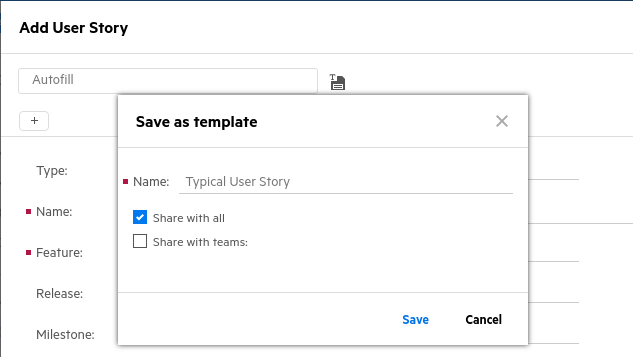 Add User Story
Autofill
T
+
Save as template
Type:
Name: Typical User Story
Name:
Share with all
Share with teams:
Feature:
Release:
Save Cancel
Milestone: